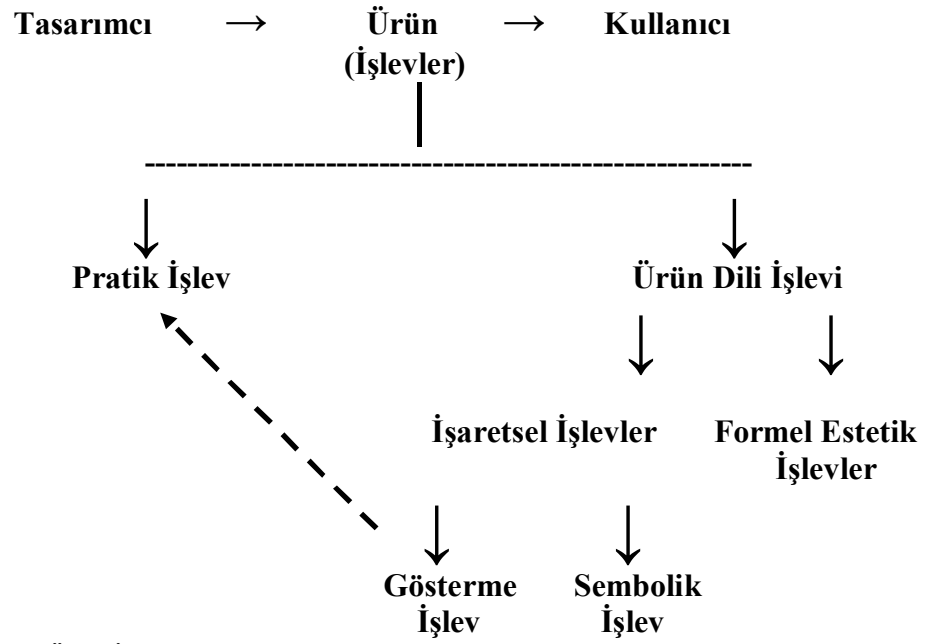 Tasarımcı → Ürün → Kullanıcı
(İşlevler)
Pratik İşlev Ürün Dili İşlevi
İşaretsel İşlevler Formel Estetik
İşlevler
Gösterme Sembolik
İşlev İşlev